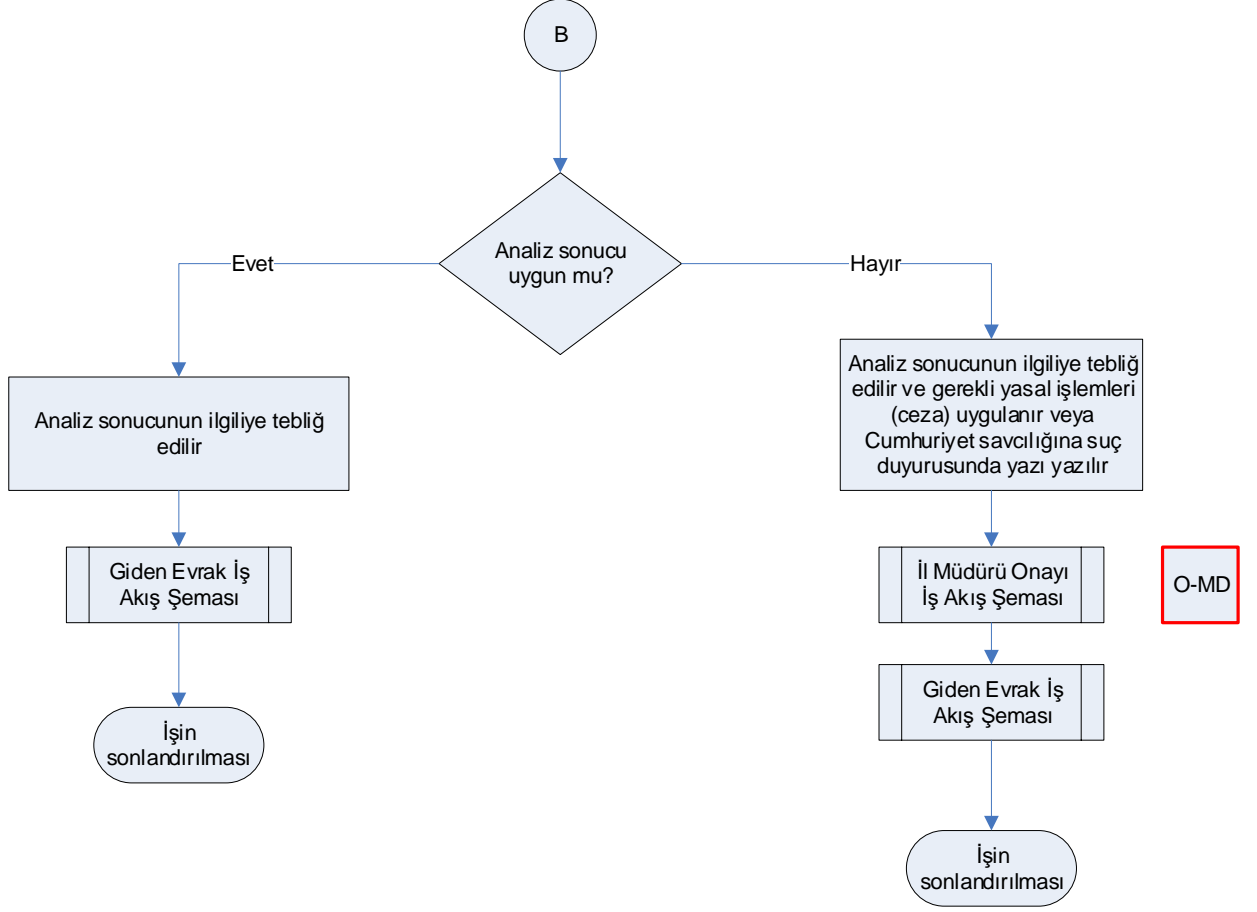 B
Analiz sonucu
uygun mu?
Evet
Hayır
Analiz sonucunun ilgiliye tebliğ
edilir
Analiz sonucunun ilgiliye tebliğ
edilir ve gerekli yasal işlemleri
(ceza) uygulanır veya
Cumhuriyet savcılığına suç
duyurusunda yazı yazılır
Giden Evrak İş
Akış Şeması
İl Müdürü Onayı
İş Akış Şeması
O-MD
Giden Evrak İş
Akış Şeması
İşin
sonlandırılması
İşin
sonlandırılması